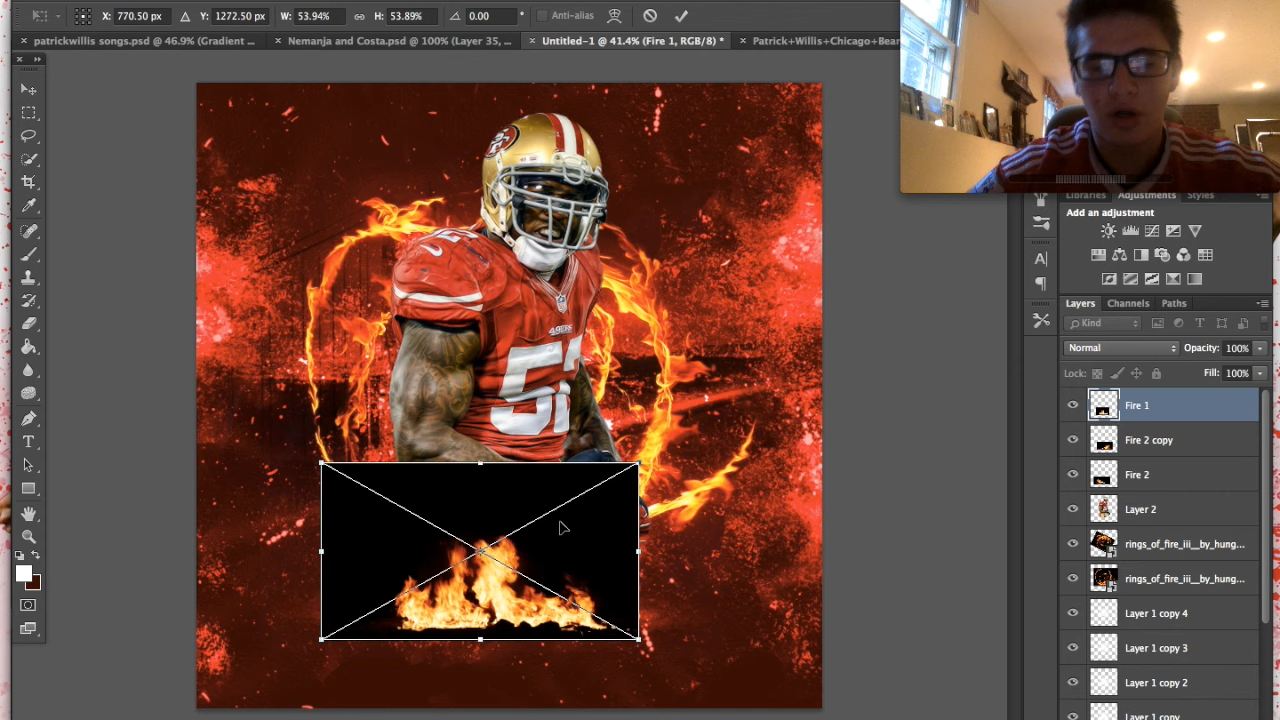 X: 770.50 px Y: 1272.50 px W: 53.94% H: 53.89% 0.00 ° Anti-alias
patrickwillis songs.psd @ 46.9% (Gradient ... Nemanja and Costa.psd @ 100% (Layer 35, ... Untitled-1 @ 41.4% (Fire 1, RGB/8) * Patrick+Willis+Chicago+Bear
Libraries Adjustments Styles
Add an adjustment
Layers Channels Paths
Kind
Normal Opacity: 100%
Lock: Fill: 100%
Fire 1
Fire 2 copy
Fire 2
Layer 2
rings_of_fire_iii__by_hung...
rings_of_fire_iii__by_hung...
Layer 1 copy 4
Layer 1 copy 3
Layer 1 copy 2
Layer 1 copy
49ERS
52